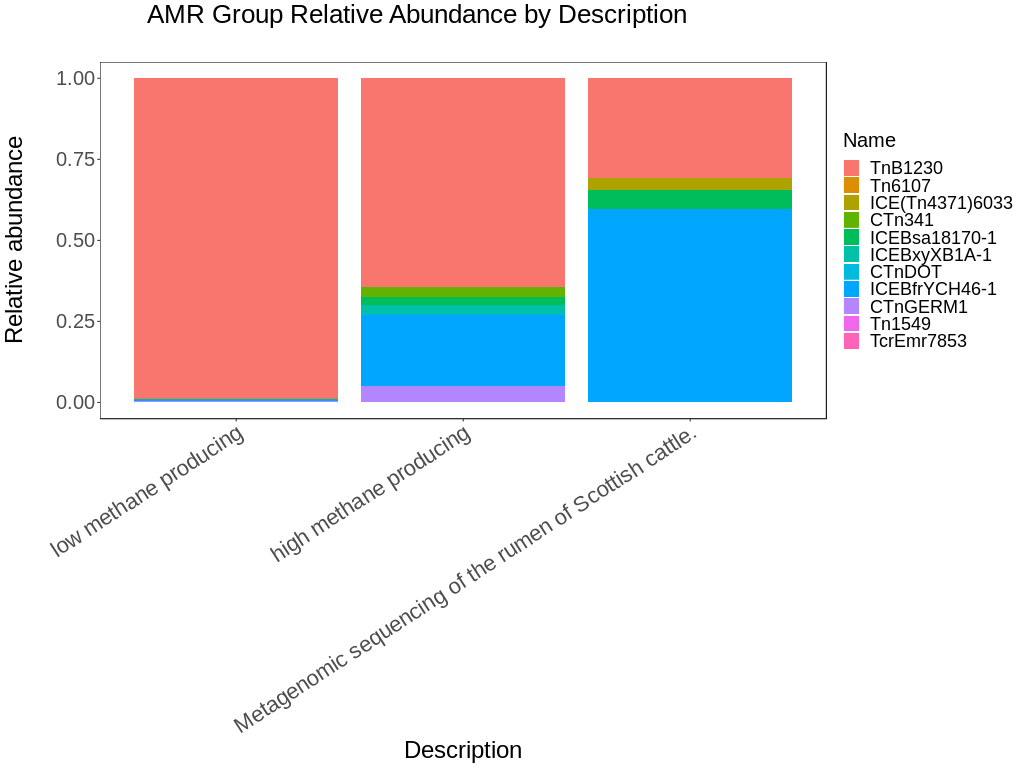 AMR Group Relative Abundance by Description
Relative abundance
1.00
0.75
0.50
0.25
0.00
low methane producing
high methane producing
Metagenomic sequencing of the rumen of Scottish cattle.
Description
Name
TnB1230
Tn6107
ICE(Tn4371)6033
CTn341
ICEBsa18170-1
ICEBxyXB1A-1
CTnDOT
ICEBfrYCH46-1
CTnGERM1
Tn1549
TcrEmr7853